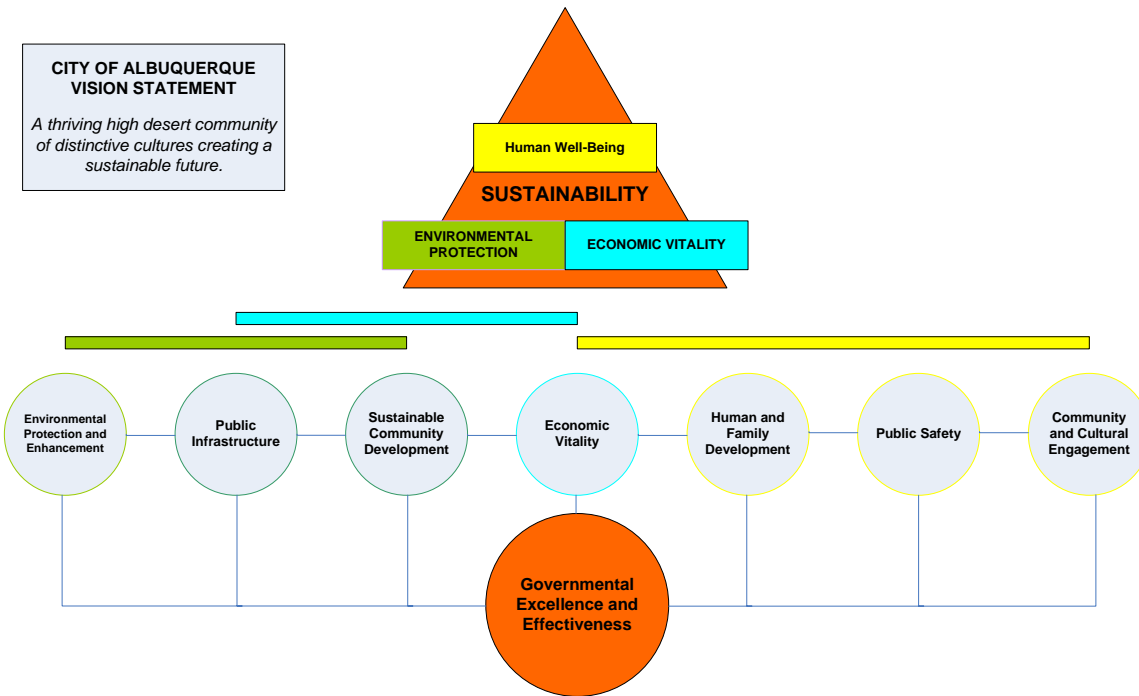 CITY OF ALBUQUERQUE
VISION STATEMENT
A thriving high desert community
of distinctive cultures creating a
sustainable future.
Human Well-Being
SUSTAINABILITY
ENVIRONMENTAL
PROTECTION
ECONOMIC VITALITY
Environmental
Protection and
Enhancement
Public
Infrastructure
Sustainable
Community
Development
Economic
Vitality
Human and
Family
Development
Public Safety
Community
and Cultural
Engagement
Governmental
Excellence and
Effectiveness